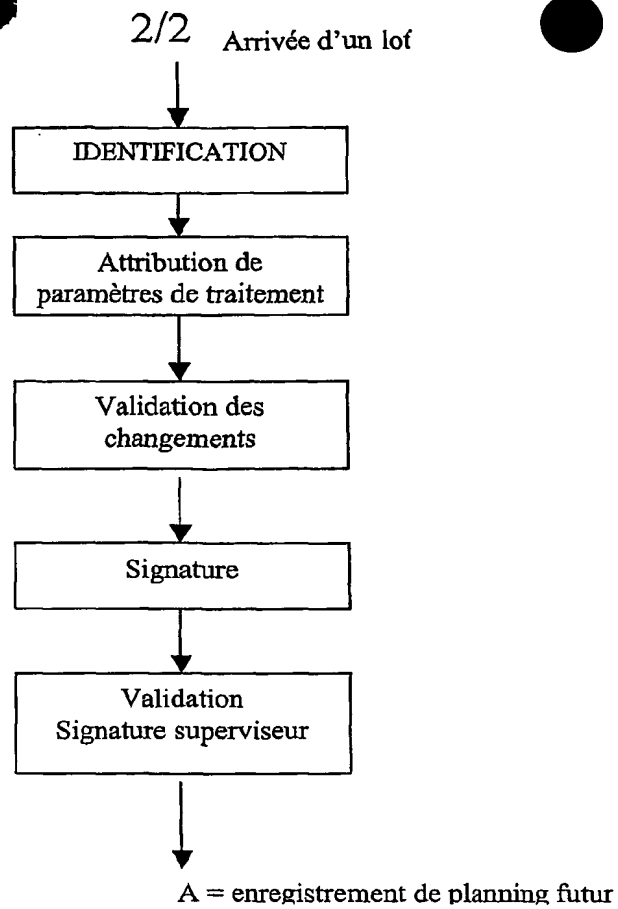 2/2 Arrivée d'un lot
IDENTIFICATION
Attribution de
paramètres de traitement
Validation des
changements
Signature
Validation
Signature superviseur
A = enregistrement de planning futur